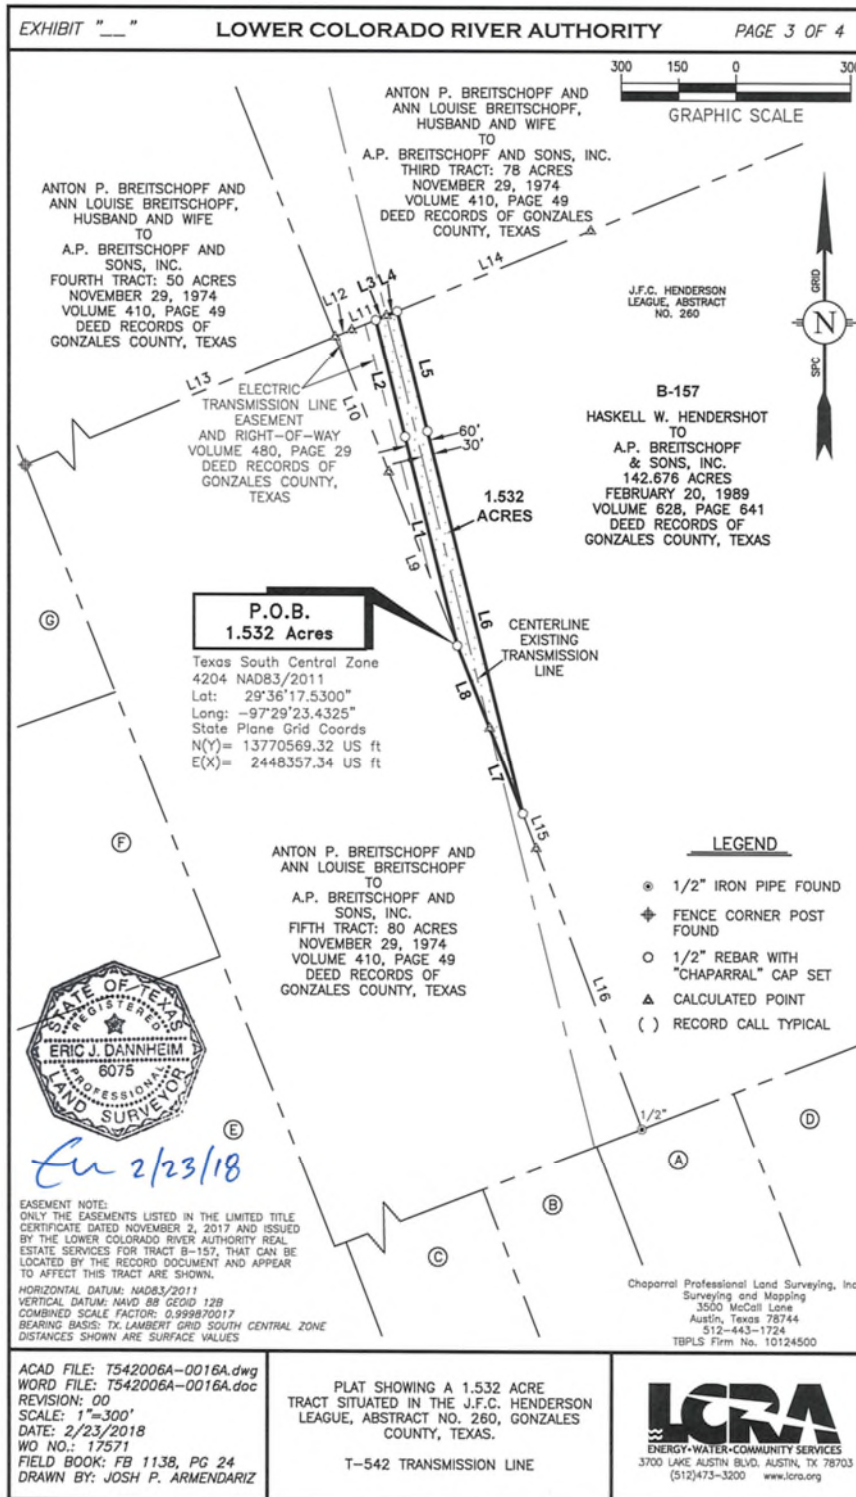 EXHIBIT "__"
LOWER COLORADO RIVER AUTHORITY
PAGE 3 OF 4
300 150 0 300
GRAPHIC SCALE
ANTON P. BREITSCHOPF AND
ANN LOUISE BREITSCHOPF,
HUSBAND AND WIFE
TO
A.P. BREITSCHOPF AND SONS, INC.
THIRD TRACT: 78 ACRES
NOVEMBER 29, 1974
VOLUME 410, PAGE 49
DEED RECORDS OF GONZALES
COUNTY, TEXAS
ANTON P. BREITSCHOPF AND
ANN LOUISE BREITSCHOPF,
HUSBAND AND WIFE
TO
A.P. BREITSCHOPF AND
SONS, INC.
FOURTH TRACT: 50 ACRES
NOVEMBER 29, 1974
VOLUME 410, PAGE 49
DEED RECORDS OF
GONZALES COUNTY, TEXAS
J.F.C. HENDERSON
LEAGUE, ABSTRACT
NO. 260
GRID
N
SPC
L12
L11
L3
L4
L14
L13
L2
L5
L10
ELECTRIC
TRANSMISSION LINE
EASEMENT
AND RIGHT-OF-WAY
VOLUME 480, PAGE 29
DEED RECORDS OF
GONZALES COUNTY,
TEXAS
60'
30'
B-157
HASKELL W. HENDERSHOT
TO
A.P. BREITSCHOPF
& SONS, INC.
142.676 ACRES
FEBRUARY 20, 1989
VOLUME 628, PAGE 641
DEED RECORDS OF
GONZALES COUNTY, TEXAS
1.532
ACRES
L1
L9
L6
P.O.B.
1.532 Acres
Texas South Central Zone
4204 NAD83/2011
Lat: 29°36'17.5300"
Long: -97°29'23.4325"
State Plane Grid Coords
N(Y)= 13770569.32 US ft
E(X)= 2448357.34 US ft
CENTERLINE
EXISTING
TRANSMISSION
LINE
L8
L7
L15
L16
G
F
E
ANTON P. BREITSCHOPF AND
ANN LOUISE BREITSCHOPF
TO
A.P. BREITSCHOPF AND
SONS, INC.
FIFTH TRACT: 80 ACRES
NOVEMBER 29, 1974
VOLUME 410, PAGE 49
DEED RECORDS OF
GONZALES COUNTY, TEXAS
LEGEND
1/2" IRON PIPE FOUND
FENCE CORNER POST
FOUND
1/2" REBAR WITH
"CHAPARRAL" CAP SET
CALCULATED POINT
( ) RECORD CALL TYPICAL
STATE OF TEXAS
REGISTERED
ERIC J. DANNHEIM
6075
PROFESSIONAL
LAND SURVEYOR
2/23/18
1/2"
D
A
B
C
EASEMENT NOTE:
ONLY THE EASEMENTS LISTED IN THE LIMITED TITLE
CERTIFICATE DATED NOVEMBER 2, 2017 AND ISSUED
BY THE LOWER COLORADO RIVER AUTHORITY REAL
ESTATE SERVICES FOR TRACT B-157, THAT CAN BE
LOCATED BY THE RECORD DOCUMENT AND APPEAR
TO AFFECT THIS TRACT ARE SHOWN.
HORIZONTAL DATUM: NAD83/2011
VERTICAL DATUM: NAVD 88 GEOID 12B
COMBINED SCALE FACTOR: 0.999870017
BEARING BASIS: TX. LAMBERT GRID SOUTH CENTRAL ZONE
DISTANCES SHOWN ARE SURFACE VALUES
Chaparral Professional Land Surveying, Inc
Surveying and Mapping
3500 McCall Lane
Austin, Texas 78744
512-443-1724
TBPLS Firm No. 10124500
ACAD FILE: T542006A-0016A.dwg
WORD FILE: T542006A-0016A.doc
REVISION: 00
SCALE: 1"=300'
DATE: 2/23/2018
WO NO.: 17571
FIELD BOOK: FB 1138, PG 24
DRAWN BY: JOSH P. ARMENDARIZ
PLAT SHOWING A 1.532 ACRE
TRACT SITUATED IN THE J.F.C. HENDERSON
LEAGUE, ABSTRACT NO. 260, GONZALES
COUNTY, TEXAS.
T-542 TRANSMISSION LINE
LCRA
ENERGY•WATER•COMMUNITY SERVICES
3700 LAKE AUSTIN BLVD. AUSTIN, TX 78703
(512)473-3200 www.lcra.org